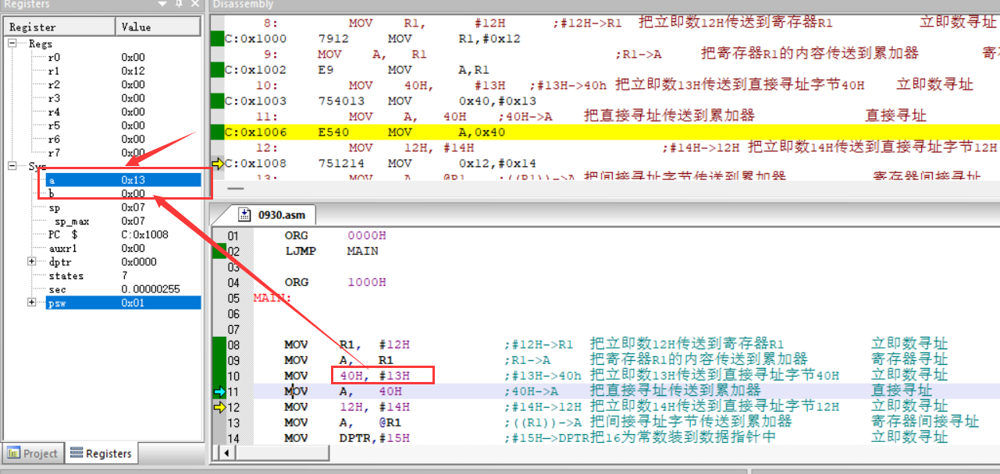 Registers
Register Value
Regs
r0 0x00
r1 0x12
r2 0x00
r3 0x00
r4 0x00
r5 0x00
r6 0x00
r7 0x00
Sys
a 0x13
b 0x00
sp 0x07
sp_max 0x07
PC $ C:0x1008
auxr1 0x00
dptr 0x0000
states 7
sec 0.00000255
psw 0x01
Project Registers
Disassembly
8: MOV R1, #12H ;#12H->R1 把立即数12H传送到寄存器R1 立即数寻址
C:0x1000 7912 MOV R1,#0x12
9: MOV A, R1 ;R1->A 把寄存器R1的内容传送到累加器 寄
C:0x1002 E9 MOV A,R1
10: MOV 40H, #13H ;#13H->40h 把立即数13H传送到直接寻址字节40H 立即数寻址
C:0x1003 754013 MOV 0x40,#0x13
11: MOV A, 40H ;40H->A 把直接寻址传送到累加器 直接寻址
C:0x1006 E540 MOV A,0x40
12: MOV 12H, #14H ;#14H->12H 把立即数14H传送到直接寻址字节12H
C:0x1008 751214 MOV 0x12,#0x14
13: MOV A, @R1 ;((R1))->A 把间接寻址字节传送到累加器 寄存器间接寻址
0930.asm
01 ORG 0000H
02 LJMP MAIN
03
04 ORG 1000H
05 MAIN:
06
07
08 MOV R1, #12H ;#12H->R1 把立即数12H传送到寄存器R1 立即数寻址
09 MOV A, R1 ;R1->A 把寄存器R1的内容传送到累加器 寄存器寻址
10 MOV 40H, #13H ;#13H->40h 把立即数13H传送到直接寻址字节40H 立即数寻址
11 MOV A, 40H ;40H->A 把直接寻址传送到累加器 直接寻址
12 MOV 12H, #14H ;#14H->12H 把立即数14H传送到直接寻址字节12H 立即数寻址
13 MOV A, @R1 ;((R1))->A 把间接寻址字节传送到累加器 寄存器间接寻址
14 MOV DPTR,#15H ;#15H->DPTR把16为常数装到数据指针中 立即数寻址